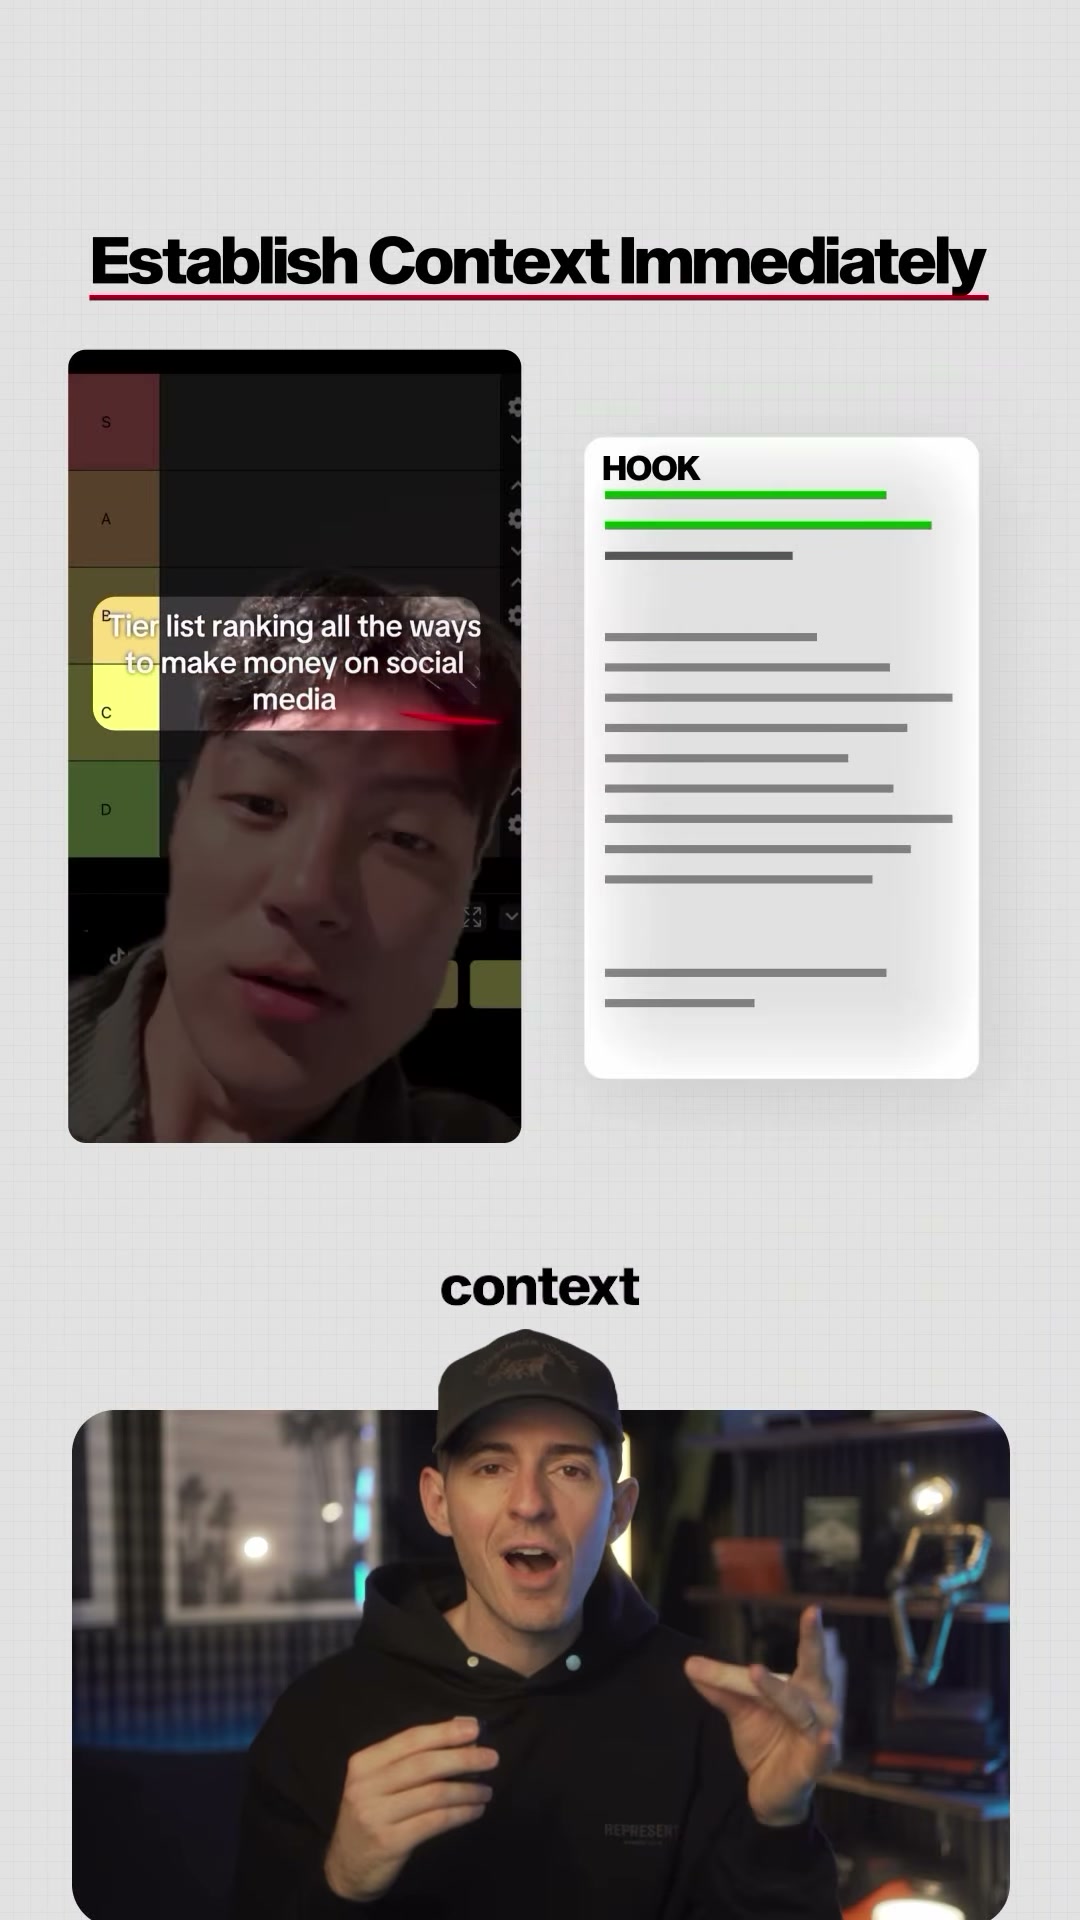 Establish Context Immediately
S
A
B
C
D
Tier list ranking all the ways
to make money on social
media
HOOK
context
REPRESENT